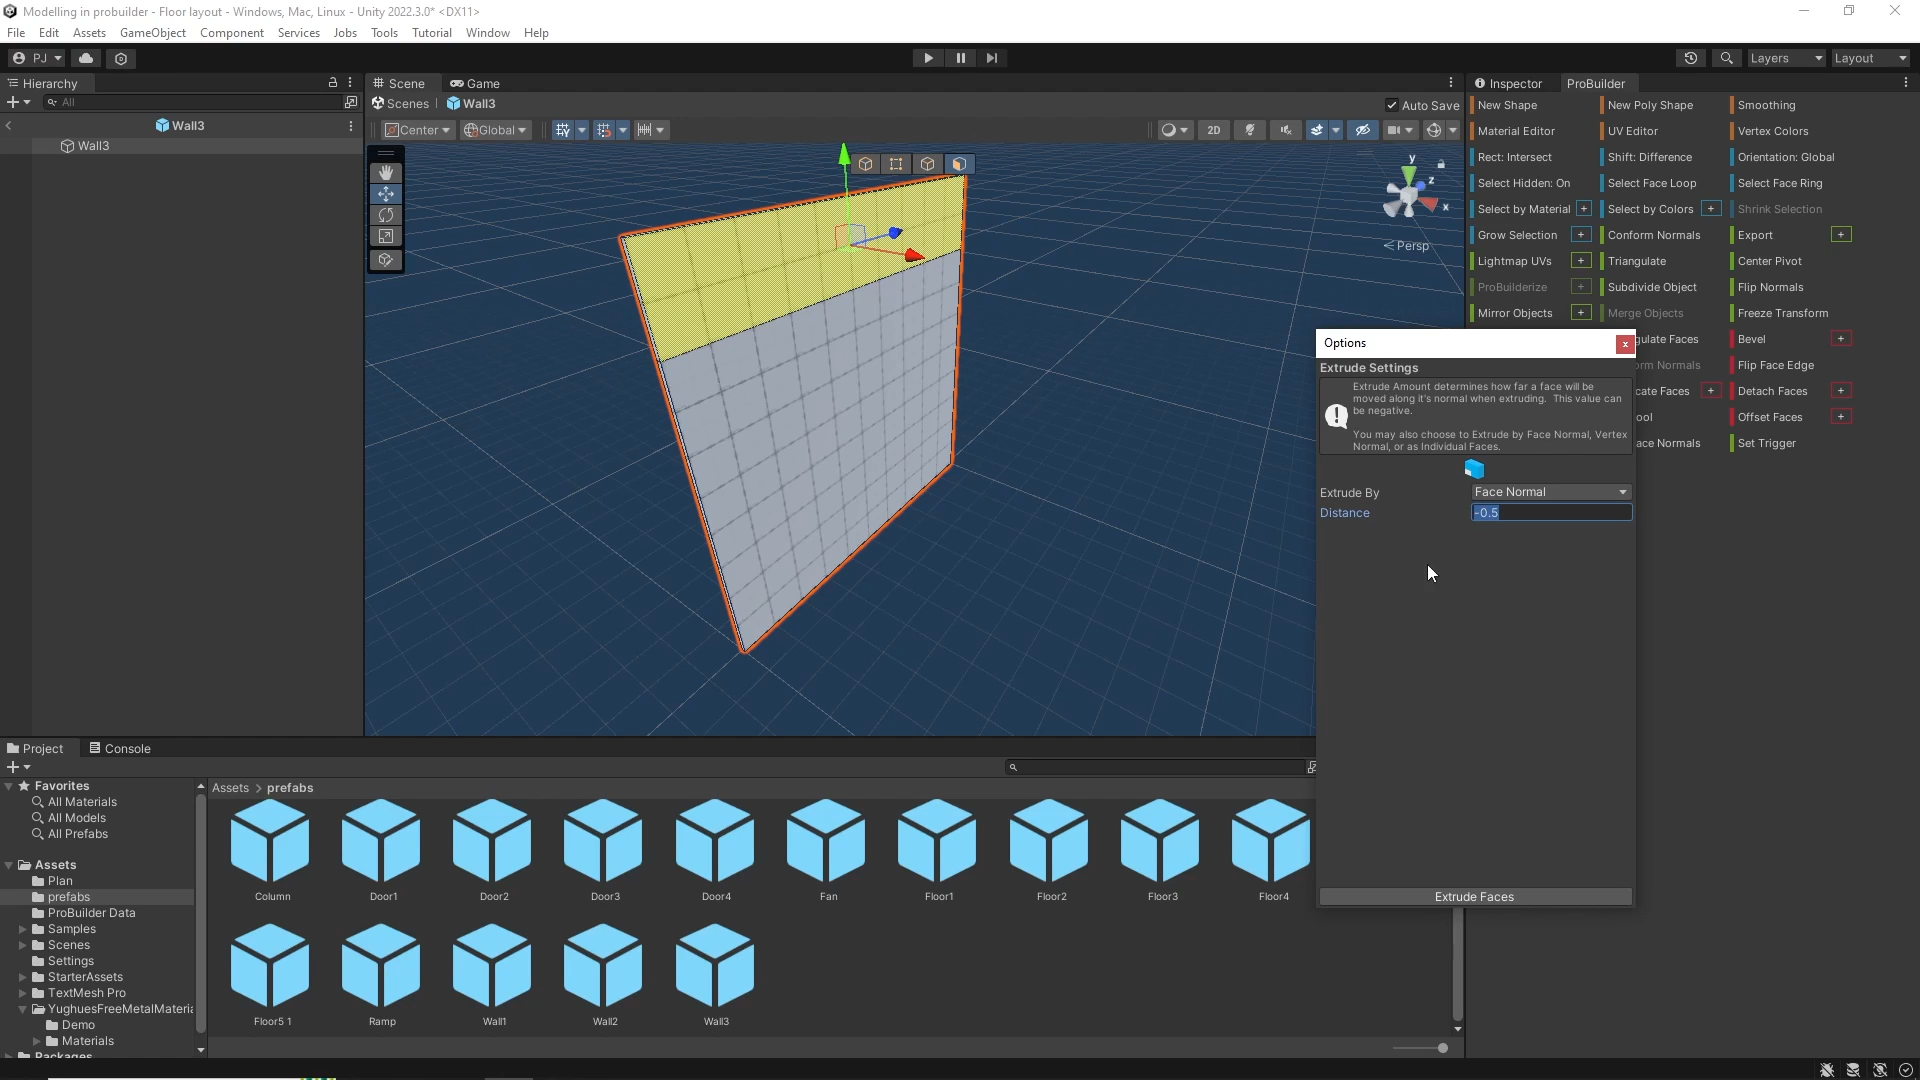 Modelling in probuilder - Floor layout - Windows, Mac, Linux - Unity 2022.3.0* <DX11>
File Edit Assets GameObject Component Services Jobs Tools Tutorial Window Help
PJ
Layers Layout
Hierarchy
Scene Game
Inspector ProBuilder
All
Scenes Wall3
Auto Save
Wall3
Center Global
2D
Wall3
y
z
x
< Persp
New Shape New Poly Shape Smoothing
Material Editor UV Editor Vertex Colors
Rect: Intersect Shift: Difference Orientation: Global
Select Hidden: On Select Face Loop Select Face Ring
Select by Material + Select by Colors + Shrink Selection
Grow Selection + Conform Normals Export +
Lightmap UVs + Triangulate Center Pivot
ProBuilderize + Subdivide Object Flip Normals
Mirror Objects + Merge Objects Freeze Transform
gulate Faces Bevel +
rm Normals Flip Face Edge
cate Faces + Detach Faces +
ool Offset Faces +
ace Normals Set Trigger
Options
x
Extrude Settings
Extrude Amount determines how far a face will be
moved along it's normal when extruding. This value can
be negative.
You may also choose to Extrude by Face Normal, Vertex
Normal, or as Individual Faces.
Extrude By Face Normal
Distance -0.5
Extrude Faces
Project Console
Favorites
All Materials
All Models
All Prefabs
Assets
Plan
prefabs
ProBuilder Data
Samples
Scenes
Settings
StarterAssets
TextMesh Pro
YughuesFreeMetalMateria
Demo
Materials
Packages
Assets > prefabs
Column Door1 Door2 Door3 Door4 Fan Floor1 Floor2 Floor3 Floor4
Floor5 1 Ramp Wall1 Wall2 Wall3